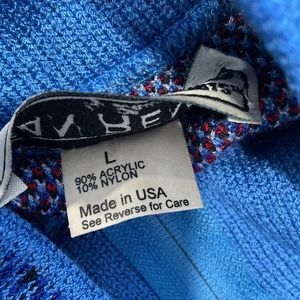 L
90% ACRYLIC
10% NYLON
Made in USA
See Reverse for Care